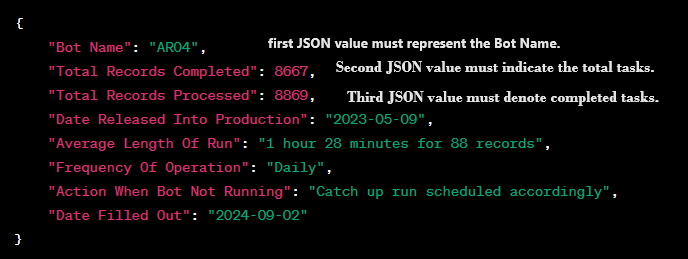 {
"Bot Name": "AR04", first JSON value must represent the Bot Name.
"Total Records Completed": 8667, Second JSON value must indicate the total tasks.
"Total Records Processed": 8869, Third JSON value must denote completed tasks.
"Date Released Into Production": "2023-05-09",
"Average Length Of Run": "1 hour 28 minutes for 88 records",
"Frequency Of Operation": "Daily",
"Action When Bot Not Running": "Catch up run scheduled accordingly",
"Date Filled Out": "2024-09-02"
}